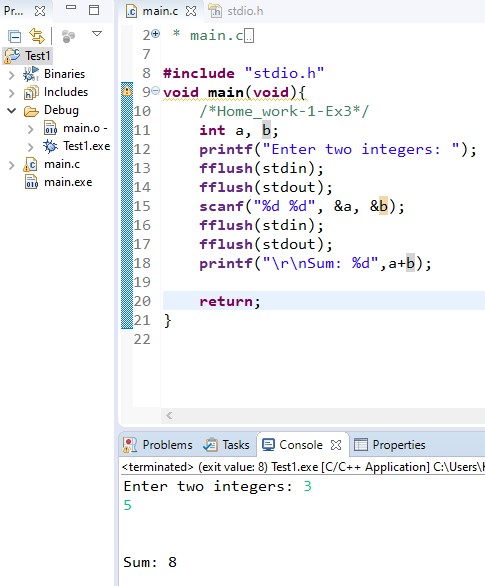 Pr...
main.c
stdio.h
Test1
Binaries
Includes
Debug
main.o -
Test1.exe
main.c
main.exe
2 * main.c
7
8 #include "stdio.h"
9 void main(void){
10 /*Home_work-1-Ex3*/
11 int a, b;
12 printf("Enter two integers: ");
13 fflush(stdin);
14 fflush(stdout);
15 scanf("%d %d", &a, &b);
16 fflush(stdin);
17 fflush(stdout);
18 printf("\r\nSum: %d",a+b);
19
20 return;
21 }
22
Problems Tasks Console Properties
<terminated> (exit value: 8) Test1.exe [C/C++ Application] C:\Users\
Enter two integers: 3
5
Sum: 8